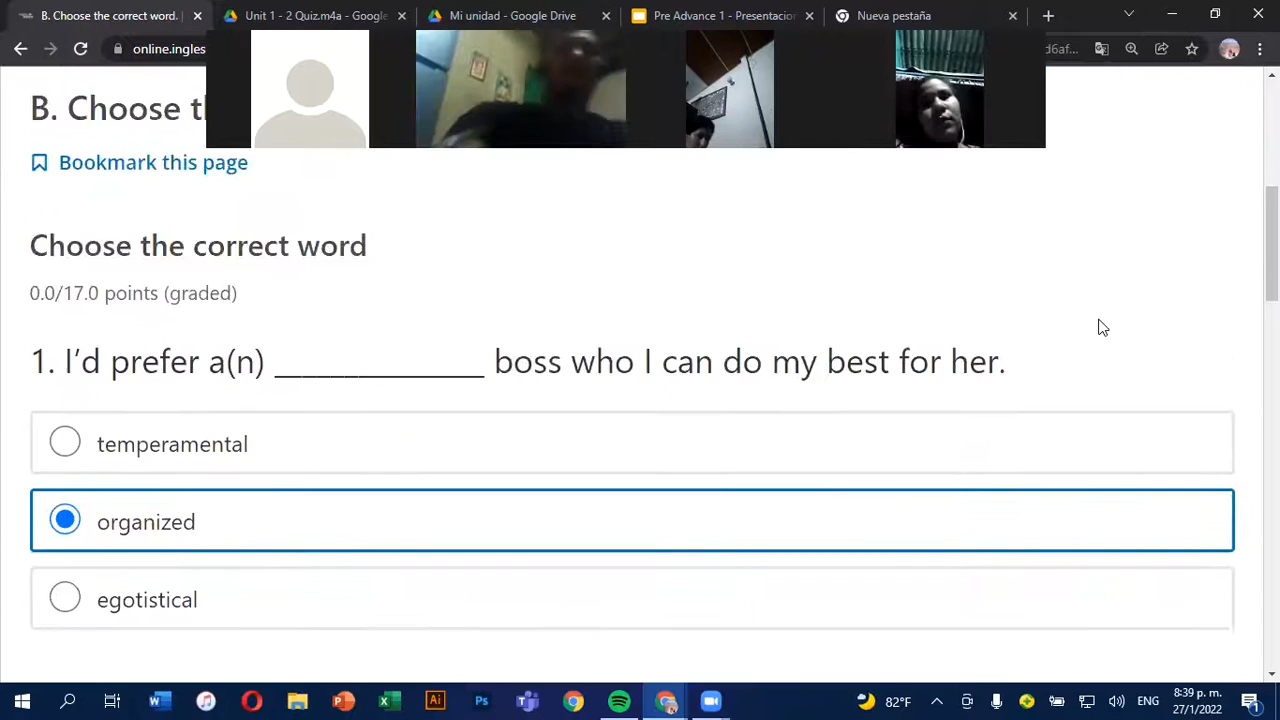 B. Choose the correct word.
Unit 1 - 2 Quiz.m4a - Google
Mi unidad - Google Drive
Pre Advance 1 - Presentacion
Nueva pestaña
online.ingles
d6af...
B. Choose t
Bookmark this page
Choose the correct word
0.0/17.0 points (graded)
1. I’d prefer a(n) ______________ boss who I can do my best for her.
temperamental
organized
egotistical
82°F
ENG
8:39 p. m.
27/1/2022